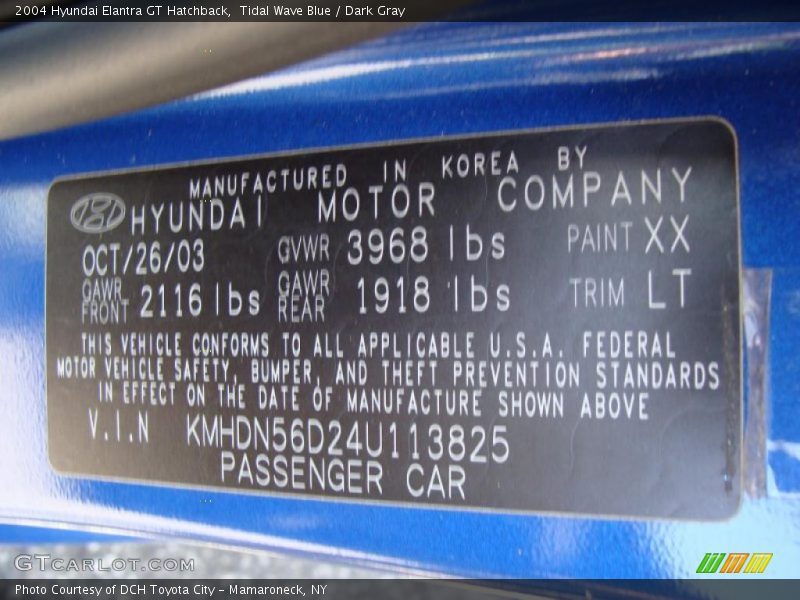 2004 Hyundai Elantra GT Hatchback,  Tidal Wave Blue / Dark Gray
MANUFACTURED IN KOREA BY
HYUNDAI MOTOR COMPANY
OCT/26/03 GVWR 3968 lbs PAINT XX
GAWR FRONT 2116 lbs GAWR REAR 1918 lbs TRIM LT
THIS VEHICLE CONFORMS TO ALL APPLICABLE U.S.A. FEDERAL
MOTOR VEHICLE SAFETY, BUMPER, AND THEFT PREVENTION STANDARDS
IN EFFECT ON THE DATE OF MANUFACTURE SHOWN ABOVE
V.I.N KMHDN56D24U113825
PASSENGER CAR
GTCARLOT.COM
Photo Courtesy of DCH Toyota City - Mamaroneck, NY